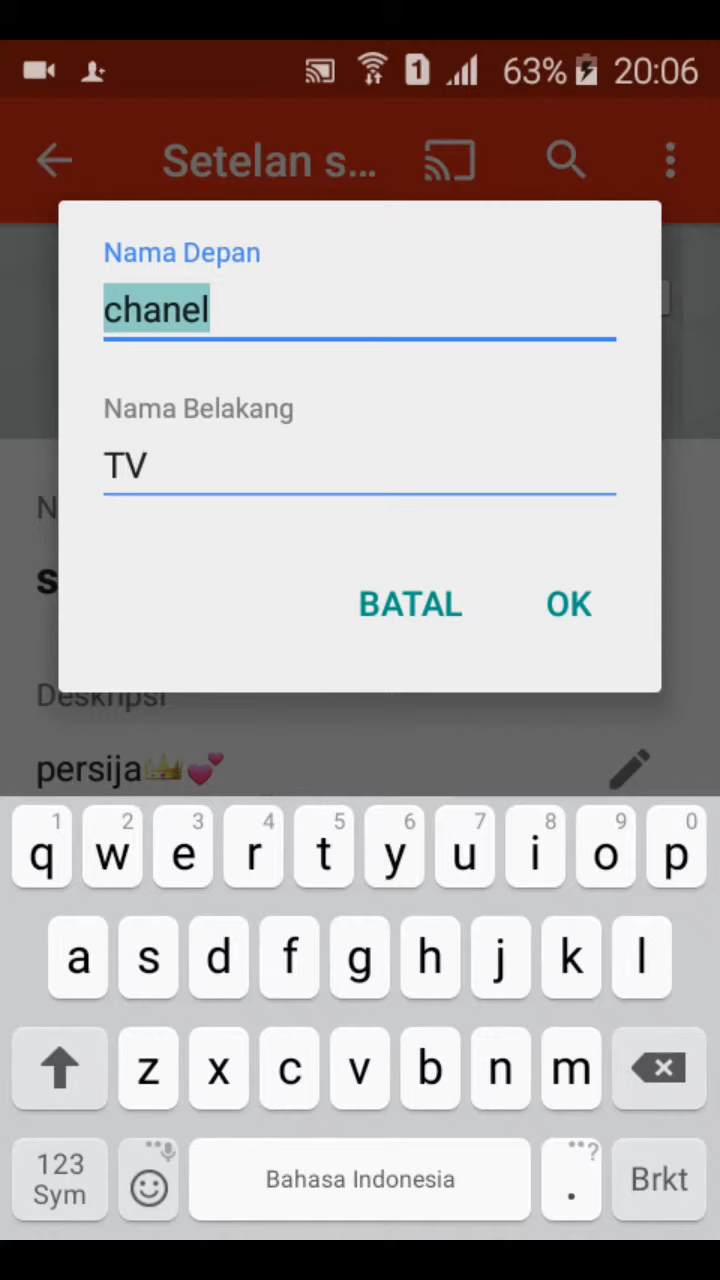 1 63% 20:06
Setelan s...
Nama Depan
chanel
Nama Belakang
TV
N
s
BATAL OK
Deskripsi
persija👑💕
1 2 3 4 5 6 7 8 9 0
q w e r t y u i o p
a s d f g h j k l
z x c v b n m
123 ?
Sym Bahasa Indonesia . Brkt